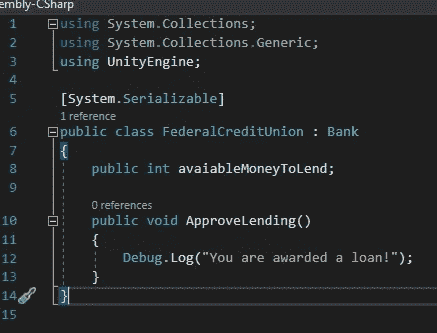 embly-CSharp
1 using System.Collections;
2 using System.Collections.Generic;
3 using UnityEngine;
4
5 [System.Serializable]
1 reference
6 public class FederalCreditUnion : Bank
7 {
8 public int avaiableMoneyToLend;
9
0 references
10 public void ApproveLending()
11 {
12 Debug.Log("You are awarded a loan!");
13 }
14 }
15